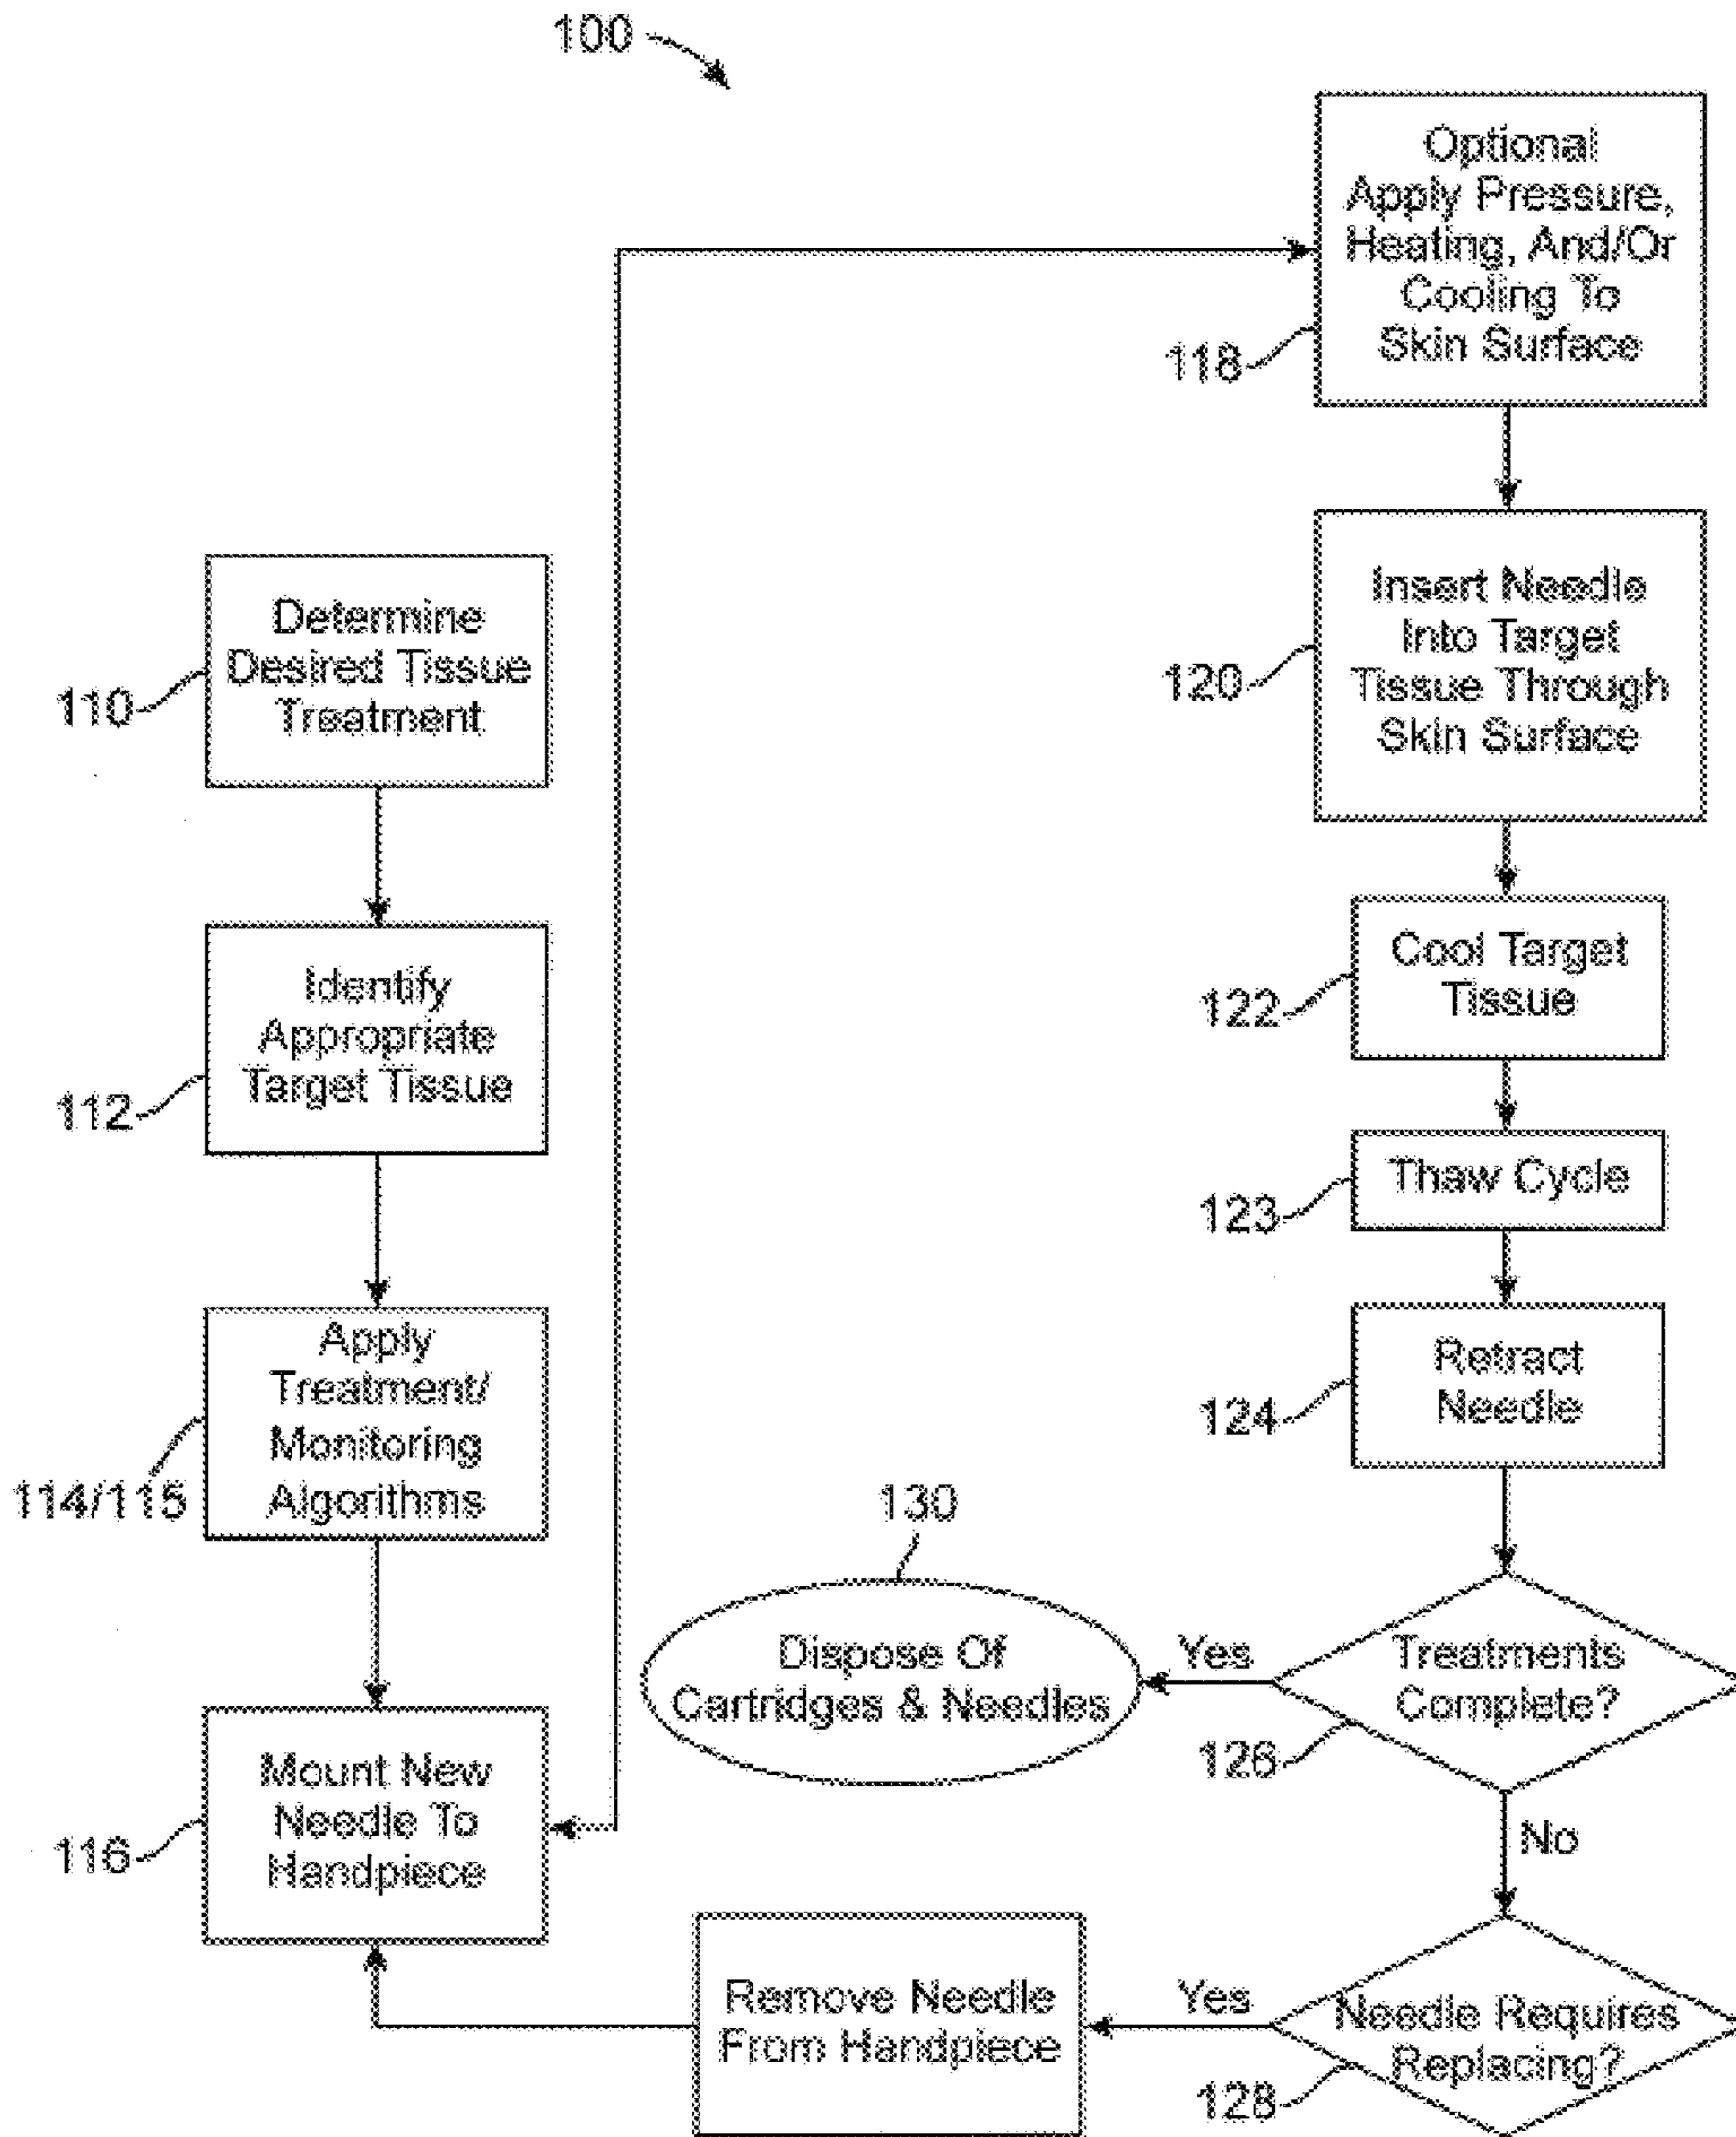 100
Determine
Desired Tissue
Treatment
110
Identify
Appropriate
Target Tissue
112
Apply
Treatment/
Monitoring
Algorithms
114/115
Mount New
Needle To
Handpiece
116
Optional
Apply Pressure,
Heating, And/Or
Cooling To
Skin Surface
118
Insert Needle
Into Target
Tissue Through
Skin Surface
120
Cool Target
Tissue
122
Thaw Cycle
123
Retract
Needle
124
Treatments
Complete?
126
Yes
130
Dispose Of
Cartridges & Needles
No
Needle Requires
Replacing?
128
Yes
Remove Needle
From Handpiece